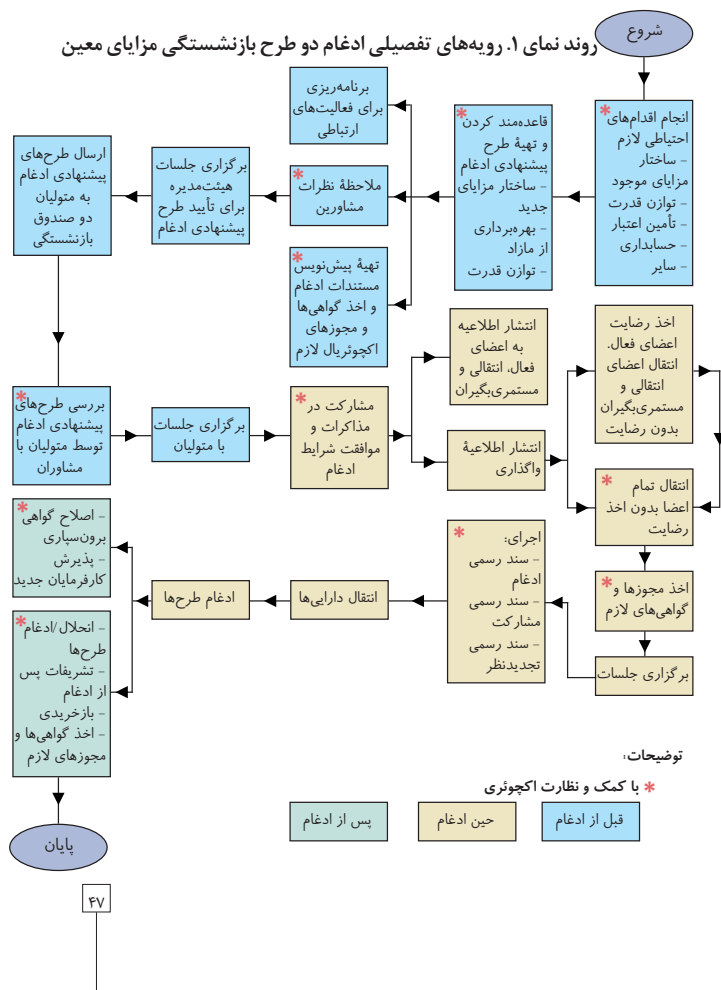 روند نمای ۱. رویه‌های تفصیلی ادغام دو طرح بازنشستگی مزایای معین
شروع
* انجام اقدام‌های
احتیاطی لازم
- ساختار
مزایای موجود
- توازن قدرت
- تأمین اعتبار
- حسابداری
- سایر
* قاعده‌مند کردن
و تهیۀ طرح
پیشنهادی ادغام
- ساختار مزایای
جدید
- بهره‌برداری
از مازاد
- توازن قدرت
برنامه‌ریزی
برای فعالیت‌های
ارتباطی
* ملاحظۀ نظرات
مشاورین
* تهیۀ پیش‌نویس
مستندات ادغام
و اخذ گواهی‌ها
و مجوزهای
اکچوئریال لازم
برگزاری جلسات
هیئت‌مدیره
برای تأیید طرح
پیشنهادی ادغام
ارسال طرح‌های
پیشنهادی ادغام
به متولیان
دو صندوق
بازنشستگی
* بررسی طرح‌های
پیشنهادی ادغام
توسط متولیان با
مشاوران
برگزاری جلسات
با متولیان
* مشارکت در
مذاکرات و
موافقت شرایط
ادغام
انتشار اطلاعیه
به اعضای
فعال، انتقالی و
مستمری‌بگیران
انتشار اطلاعیۀ
واگذاری
اخذ رضایت
اعضای فعال.
انتقال اعضای
انتقالی و
مستمری‌بگیران
بدون رضایت
* انتقال تمام
اعضا بدون اخذ
رضایت
* اخذ مجوزها و
گواهی‌های لازم
برگزاری جلسات
* اجرای:
- سند رسمی
ادغام
- سند رسمی
مشارکت
- سند رسمی
تجدیدنظر
انتقال دارایی‌ها
ادغام طرح‌ها
* - اصلاح گواهی
برون‌سپاری
- پذیرش
کارفرمایان جدید
* - انحلال/ادغام
طرح‌ها
- تشریفات پس
از ادغام
- بازخریدی
- اخذ گواهی‌ها و
مجوزهای لازم
پایان
توضیحات:
* با کمک و نظارت اکچوئری
قبل از ادغام
حین ادغام
پس از ادغام
۴۷